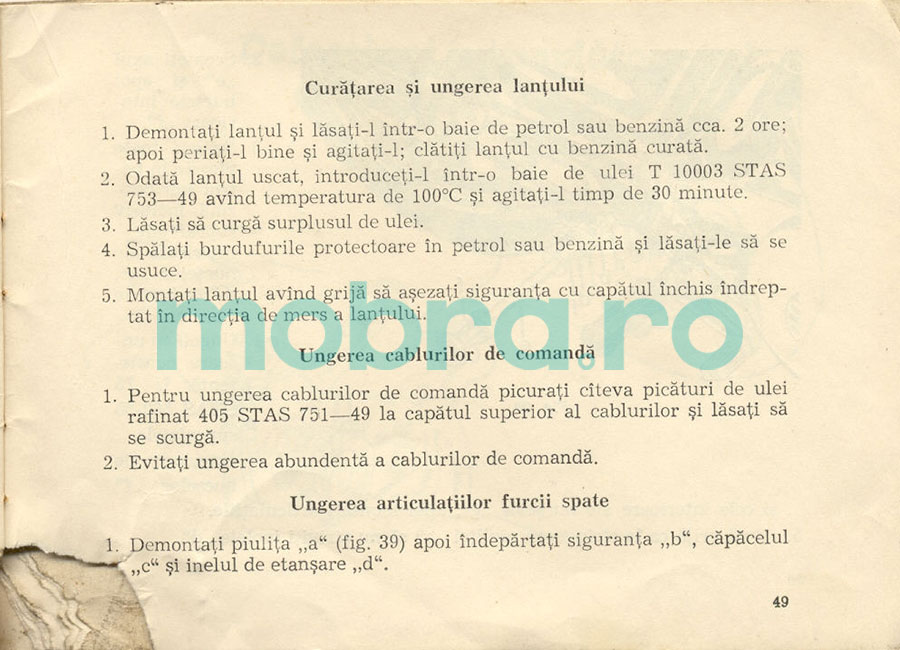 Curățarea și ungerea lanțului
1. Demontați lanțul și lăsați-l într-o baie de petrol sau benzină cca. 2 ore;
apoi periați-l bine și agitați-l; clătiți lanțul cu benzină curată.
2. Odată lanțul uscat, introduceți-l într-o baie de ulei T 10003 STAS
753—49 avînd temperatura de 100°C și agitați-l timp de 30 minute.
3. Lăsați să curgă surplusul de ulei.
4. Spălați burdufurile protectoare în petrol sau benzină și lăsați-le să se
usuce.
5. Montați lanțul avînd grijă să așezați siguranța cu capătul închis îndrep-
tat în direcția de mers a lanțului.
mobra.ro
Ungerea cablurilor de comandă
1. Pentru ungerea cablurilor de comandă picurați cîteva picături de ulei
rafinat 405 STAS 751—49 la capătul superior al cablurilor și lăsați să
se scurgă.
2. Evitați ungerea abundentă a cablurilor de comandă.
Ungerea articulațiilor furcii spate
1. Demontați piulița „a“ (fig. 39) apoi îndepărtați siguranța „b“, căpăcelul
„c“ și inelul de etanșare „d“.
49